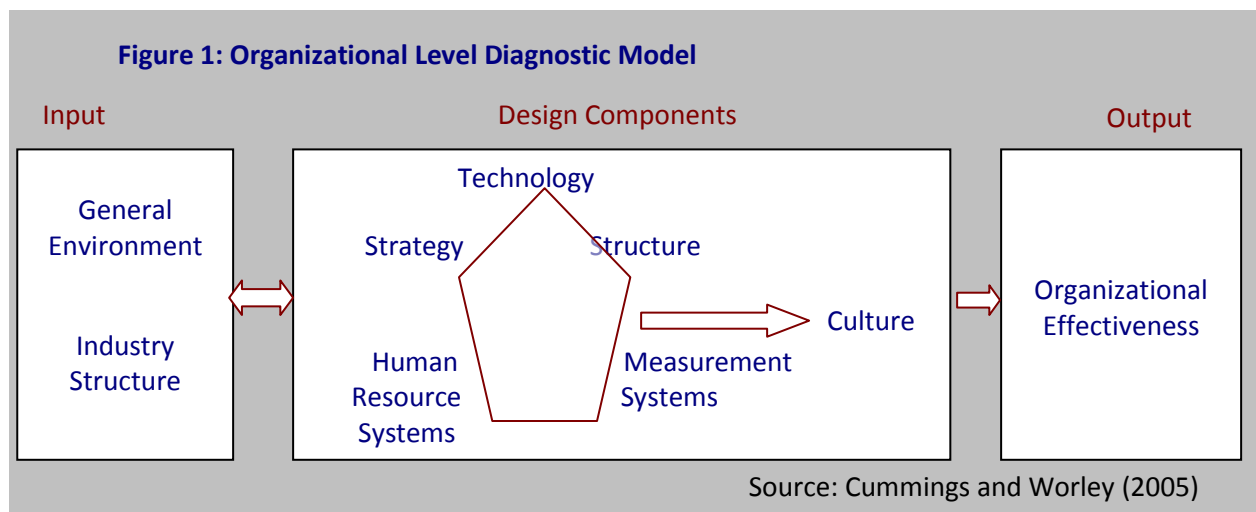 Figure 1: Organizational Level Diagnostic Model
Input
Design Components
Output
General
Environment
Industry
Structure
Technology
Strategy
Structure
Human
Resource
Systems
Measurement
Systems
Culture
Organizational
Effectiveness
Source: Cummings and Worley (2005)